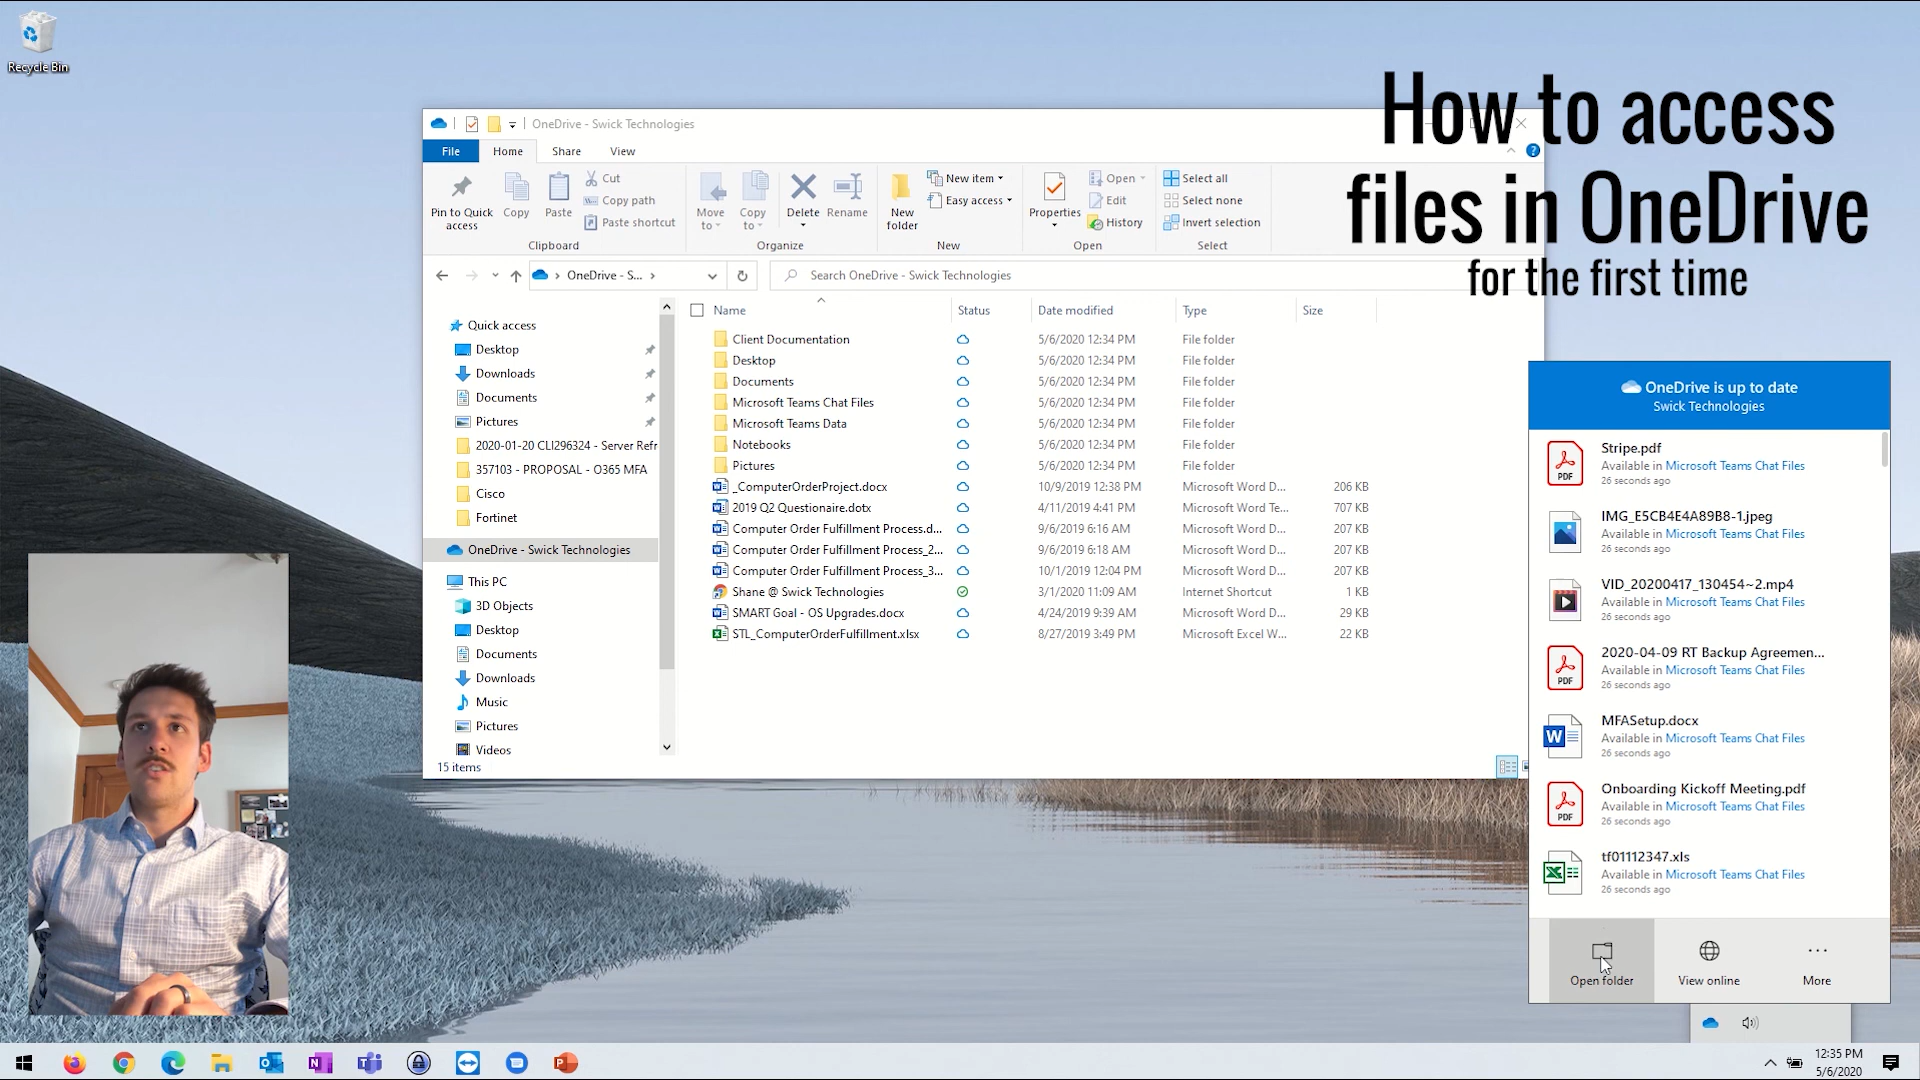 Recycle Bin
How to access
files in OneDrive
for the first time
OneDrive - Swick Technologies
File Home Share View
Pin to Quick access
Copy
Paste
Cut
Copy path
Paste shortcut
Clipboard
Move to
Copy to
Delete
Rename
Organize
New folder
New item
Easy access
New
Properties
Open
Edit
History
Open
Select all
Select none
Invert selection
Select
OneDrive - S...
Search OneDrive - Swick Technologies
Quick access
Desktop
Downloads
Documents
Pictures
2020-01-20 CLI296324 - Server Refr
357103 - PROPOSAL - O365 MFA
Cisco
Fortinet
OneDrive - Swick Technologies
This PC
3D Objects
Desktop
Documents
Downloads
Music
Pictures
Videos
15 items
Name Status Date modified Type Size
Client Documentation 5/6/2020 12:34 PM File folder
Desktop 5/6/2020 12:34 PM File folder
Documents 5/6/2020 12:34 PM File folder
Microsoft Teams Chat Files 5/6/2020 12:34 PM File folder
Microsoft Teams Data 5/6/2020 12:34 PM File folder
Notebooks 5/6/2020 12:34 PM File folder
Pictures 5/6/2020 12:34 PM File folder
_ComputerOrderProject.docx 10/9/2019 12:38 PM Microsoft Word D... 206 KB
2019 Q2 Questionaire.dotx 4/11/2019 4:41 PM Microsoft Word Te... 707 KB
Computer Order Fulfillment Process.d... 9/6/2019 6:16 AM Microsoft Word D... 207 KB
Computer Order Fulfillment Process_2... 9/6/2019 6:18 AM Microsoft Word D... 207 KB
Computer Order Fulfillment Process_3... 10/1/2019 12:04 PM Microsoft Word D... 207 KB
Shane @ Swick Technologies 3/1/2020 11:09 AM Internet Shortcut 1 KB
SMART Goal - OS Upgrades.docx 4/24/2019 9:39 AM Microsoft Word D... 29 KB
STL_ComputerOrderFulfillment.xlsx 8/27/2019 3:49 PM Microsoft Excel W... 22 KB
OneDrive is up to date
Swick Technologies
Stripe.pdf
Available in Microsoft Teams Chat Files
26 seconds ago
IMG_E5CB4E4A89B8-1.jpeg
Available in Microsoft Teams Chat Files
26 seconds ago
VID_20200417_130454~2.mp4
Available in Microsoft Teams Chat Files
26 seconds ago
2020-04-09 RT Backup Agreemen...
Available in Microsoft Teams Chat Files
26 seconds ago
MFASetup.docx
Available in Microsoft Teams Chat Files
26 seconds ago
Onboarding Kickoff Meeting.pdf
Available in Microsoft Teams Chat Files
26 seconds ago
tf01112347.xls
Available in Microsoft Teams Chat Files
26 seconds ago
PDF
PDF
PDF
Open folder
View online
More
12:35 PM
5/6/2020